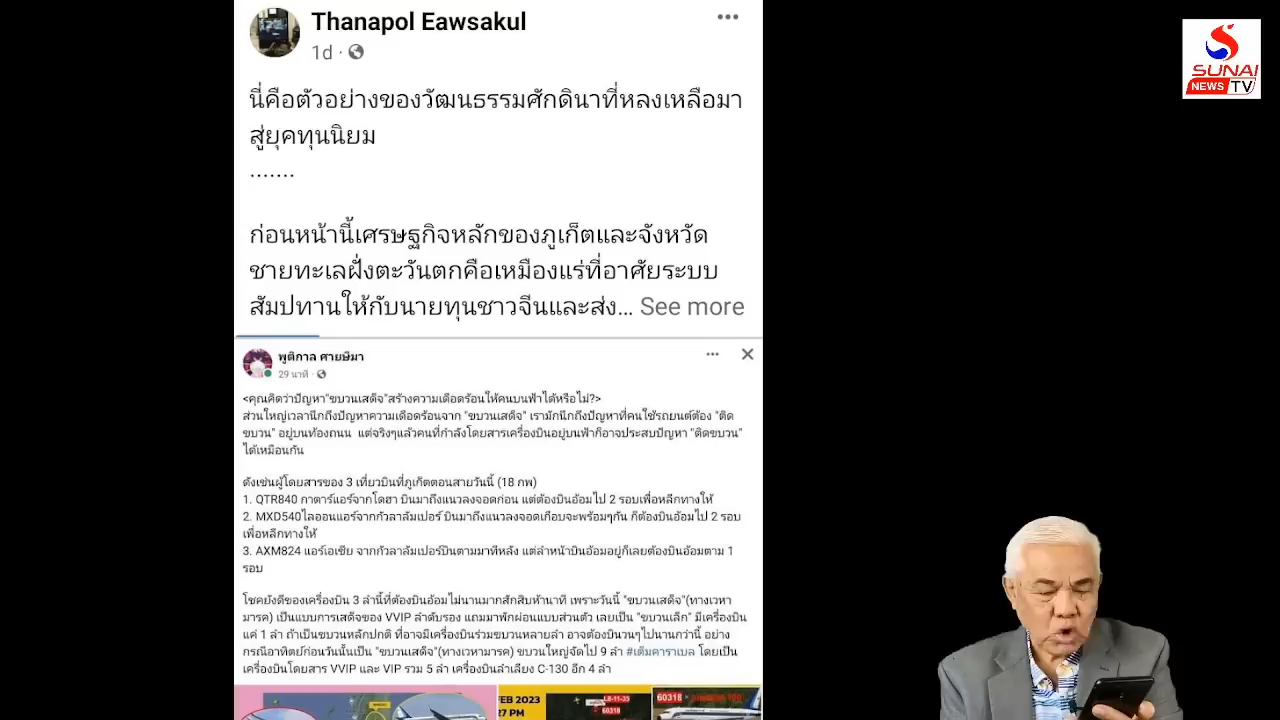 Thanapol Eawsakul
1d ·
นี่คือตัวอย่างของวัฒนธรรมศักดินาที่หลงเหลือมา
สู่ยุคทุนนิยม
.......
ก่อนหน้านี้เศรษฐกิจหลักของภูเก็ตและจังหวัด
ชายทะเลฝั่งตะวันตกคือเหมืองแร่ที่อาศัยระบบ
สัมปทานให้กับนายทุนชาวจีนและส่ง... See more
SUNAI
NEWS TV
พูติกาล ศายษีมา
29 นาที ·
<คุณคิดว่าปัญหา"ขบวนเสด็จ"สร้างความเดือดร้อนให้คนบนฟ้าได้หรือไม่?>
ส่วนใหญ่เวลานึกถึงปัญหาความเดือดร้อนจาก "ขบวนเสด็จ" เรามักนึกถึงปัญหาที่คนใช้รถยนต์ต้อง "ติด
ขบวน" อยู่บนท้องถนน แต่จริงๆแล้วคนที่กำลังโดยสารเครื่องบินอยู่บนฟ้าก็อาจประสบปัญหา "ติดขบวน"
ได้เหมือนกัน
ดังเช่นผู้โดยสารของ 3 เที่ยวบินที่ภูเก็ตตอนสายวันนี้ (18 กพ)
1. QTR840 กาตาร์แอร์จากโดฮา บินมาถึงแนวลงจอดก่อน แต่ต้องบินอ้อมไป 2 รอบเพื่อหลีกทางให้
2. MXD540ไลออนแอร์จากกัวลาลัมเปอร์ บินมาถึงแนวลงจอดเกือบจะพร้อมๆกัน ก็ต้องบินอ้อมไป 2 รอบ
เพื่อหลีกทางให้
3. AXM824 แอร์เอเชีย จากกัวลาลัมเปอร์บินตามมาทีหลัง แต่ลำหน้าบินอ้อมอยู่ก็เลยต้องบินอ้อมตาม 1
รอบ
โชคยังดีของเครื่องบิน 3 ลำนี้ที่ต้องบินอ้อมไม่นานมากสักสิบห้านาที เพราะวันนี้ "ขบวนเสด็จ"(ทางเวหา
มารค) เป็นแบบการเสด็จของ VVIP ลำดับรอง แถมมาพักผ่อนแบบส่วนตัว เลยเป็น "ขบวนเล็ก" มีเครื่องบิน
แค่ 1 ลำ ถ้าเป็นขบวนหลักปกติ ที่อาจมีเครื่องบินร่วมขบวนหลายลำ อาจต้องบินวนๆไปนานกว่านี้ อย่าง
กรณีอาทิตย์ก่อนวันนั้นเป็น "ขบวนเสด็จ"(ทางเวหามารค) ขบวนใหญ่จัดไป 9 ลำ #เต็มคาราเบล โดยเป็น
เครื่องบินโดยสาร VVIP และ VIP รวม 5 ลำ เครื่องบินลำเลียง C-130 อีก 4 ลำ
FEB 2023
27 PM
60318
60318